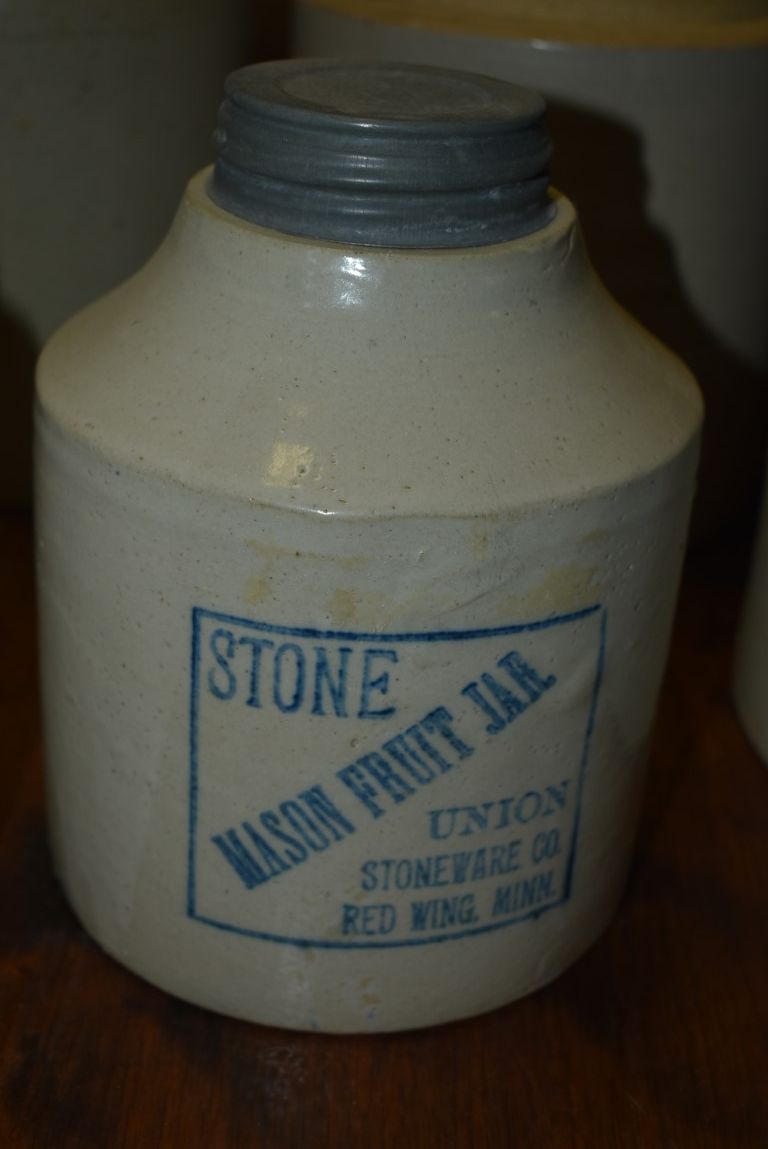 STONE
MASON FRUIT JAR
UNION
STONEWARE CO.
RED WING, MINN.